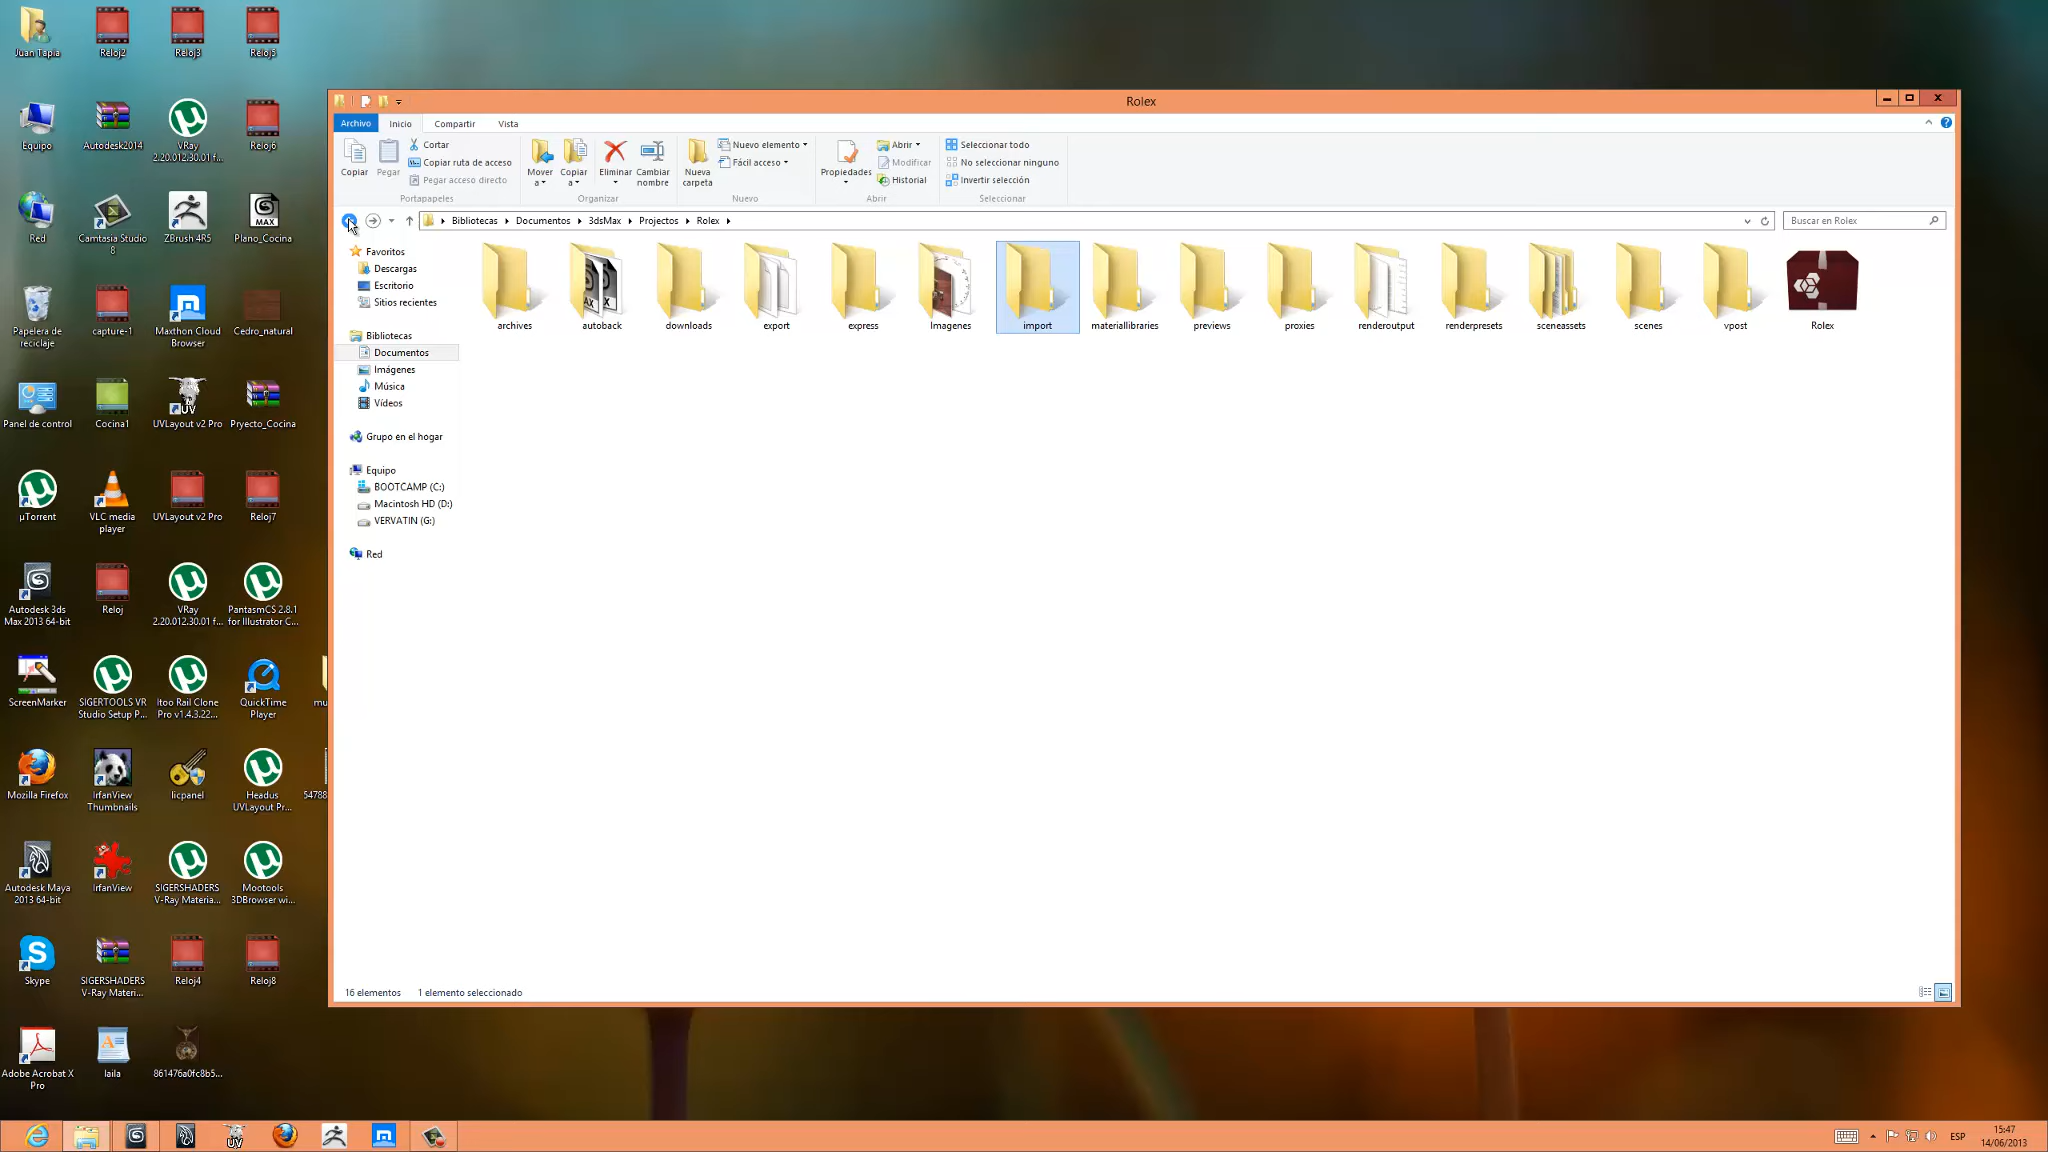 Juan Tapia
Reloj2
Reloj3
Reloj5
Equipo
Autodesk2014
VRay
2.20.012.30.01 f...
Reloj6
Red
Camtasia Studio
8
ZBrush 4R5
MAX
Plano_Cocina
Papelera de
reciclaje
capture-1
Maxthon Cloud
Browser
Cedro_natural
Panel de control
Cocina1
UV
UVLayout v2 Pro
Pryecto_Cocina
µTorrent
VLC media
player
UVLayout v2 Pro
Reloj7
Autodesk 3ds
Max 2013 64-bit
Reloj
VRay
2.20.012.30.01 f...
PantasmCS 2.8.1
for Illustrator C...
ScreenMarker
SIGERTOOLS VR
Studio Setup P...
Itoo Rail Clone
Pro v1.4.3.22...
QuickTime
Player
mu
Mozilla Firefox
IrfanView
Thumbnails
licpanel
Headus
UVLayout Pr...
54788
Autodesk Maya
2013 64-bit
IrfanView
SIGERSHADERS
V-Ray Materia...
Mootools
3DBrowser wi...
Skype
SIGERSHADERS
V-Ray Materi...
Reloj4
Reloj8
Adobe Acrobat X
Pro
laila
861476a0fc8b5...
Rolex
Archivo
Inicio
Compartir
Vista
Copiar
Pegar
Cortar
Copiar ruta de acceso
Pegar acceso directo
Portapapeles
Mover
a
Copiar
a
Eliminar
Cambiar
nombre
Organizar
Nueva
carpeta
Nuevo elemento
Fácil acceso
Nuevo
Propiedades
Abrir
Modificar
Historial
Abrir
Seleccionar todo
No seleccionar ninguno
Invertir selección
Seleccionar
Bibliotecas
Documentos
3dsMax
Projectos
Rolex
Buscar en Rolex
Favoritos
Descargas
Escritorio
Sitios recientes
Bibliotecas
Documentos
Imágenes
Música
Vídeos
Grupo en el hogar
Equipo
BOOTCAMP (C:)
Macintosh HD (D:)
VERVATIN (G:)
Red
archives
autoback
downloads
export
express
Imagenes
import
materiallibraries
previews
proxies
renderoutput
renderpresets
sceneassets
scenes
vpost
Rolex
16 elementos
1 elemento seleccionado
UV
ESP
15:47
14/06/2013